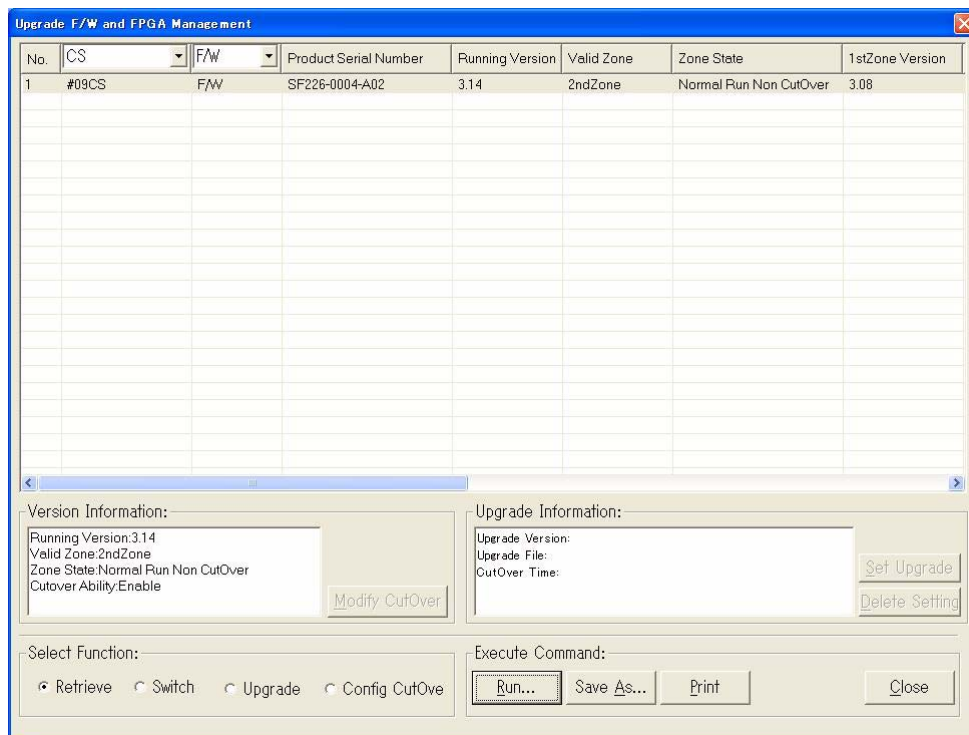 Upgrade F/W and FPGA Management
No. CS F/W Product Serial Number Running Version Valid Zone Zone State 1stZone Version
1 #09CS F/W SF226-0004-A02 3.14 2ndZone Normal Run Non CutOver 3.08
Version Information:
Running Version:3.14
Valid Zone:2ndZone
Zone State:Normal Run Non CutOver
Cutover Ability:Enable
Modify CutOver
Upgrade Information:
Upgrade Version:
Upgrade File:
CutOver Time:
Set Upgrade
Delete Setting
Select Function:
Retrieve Switch Upgrade Config CutOve
Execute Command:
Run... Save As... Print Close